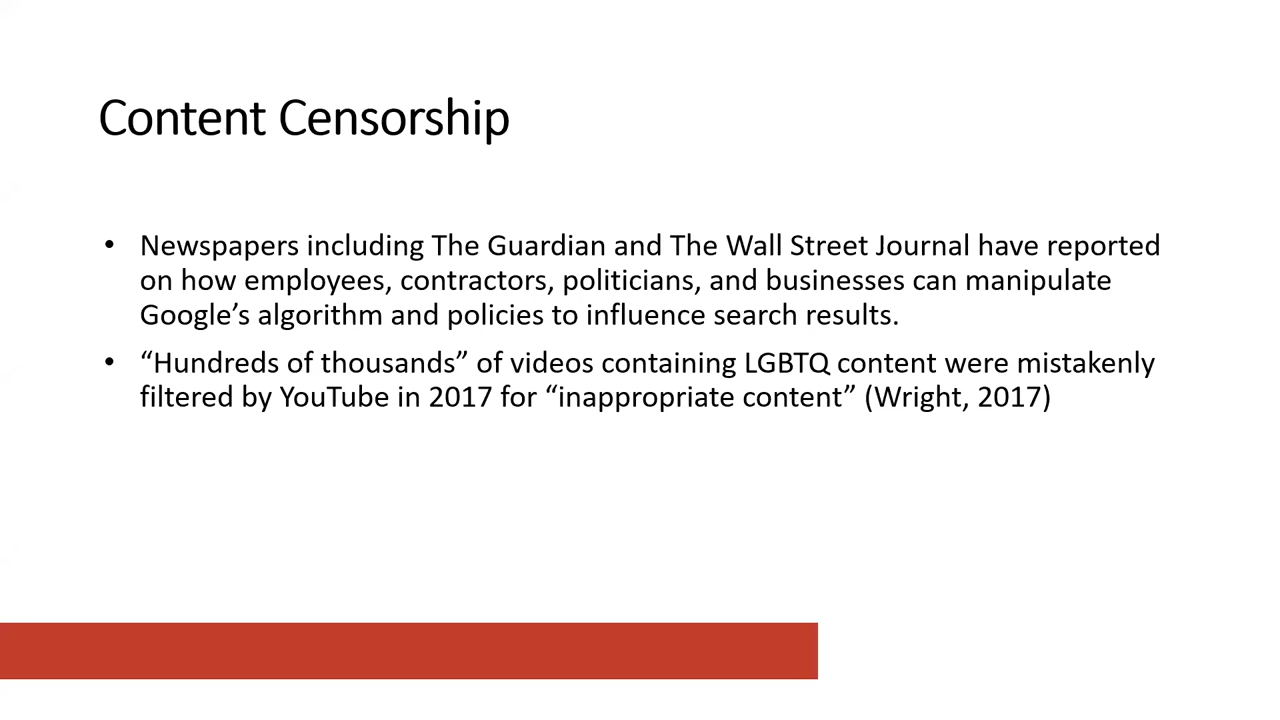 Content Censorship
• Newspapers including The Guardian and The Wall Street Journal have reported
on how employees, contractors, politicians, and businesses can manipulate
Google’s algorithm and policies to influence search results.
• “Hundreds of thousands” of videos containing LGBTQ content were mistakenly
filtered by YouTube in 2017 for “inappropriate content” (Wright, 2017)